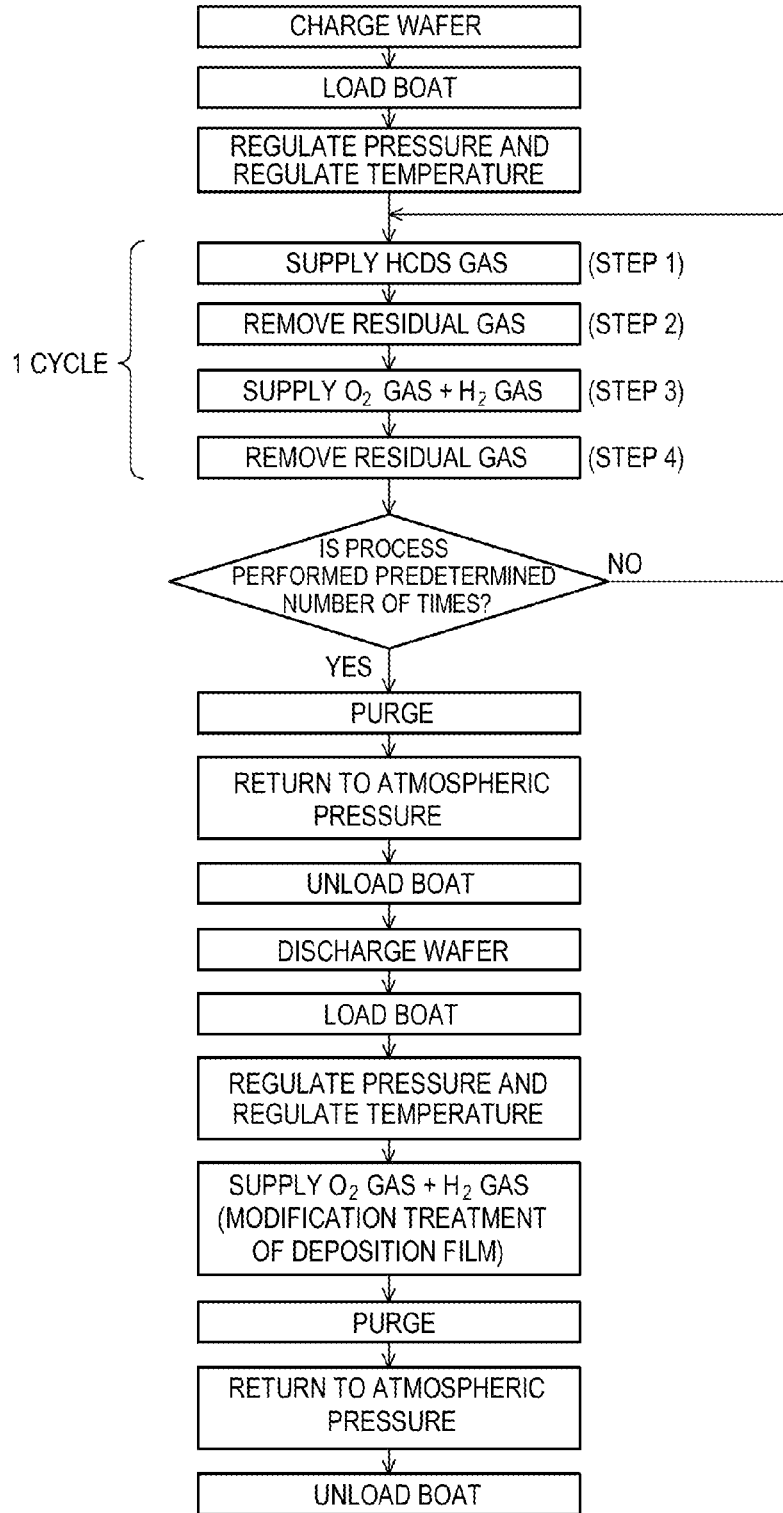 CHARGE WAFER
LOAD BOAT
REGULATE PRESSURE AND
REGULATE TEMPERATURE
SUPPLY HCDS GAS (STEP 1)
REMOVE RESIDUAL GAS (STEP 2)
1 CYCLE
SUPPLY O₂ GAS + H₂ GAS (STEP 3)
REMOVE RESIDUAL GAS (STEP 4)
IS PROCESS
PERFORMED PREDETERMINED
NUMBER OF TIMES?
NO
YES
PURGE
RETURN TO ATMOSPHERIC
PRESSURE
UNLOAD BOAT
DISCHARGE WAFER
LOAD BOAT
REGULATE PRESSURE AND
REGULATE TEMPERATURE
SUPPLY O₂ GAS + H₂ GAS
(MODIFICATION TREATMENT
OF DEPOSITION FILM)
PURGE
RETURN TO ATMOSPHERIC
PRESSURE
UNLOAD BOAT